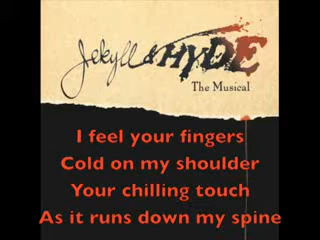 Jekyll & HYDE
The Musical
I feel your fingers
Cold on my shoulder
Your chilling touch
As it runs down my spine